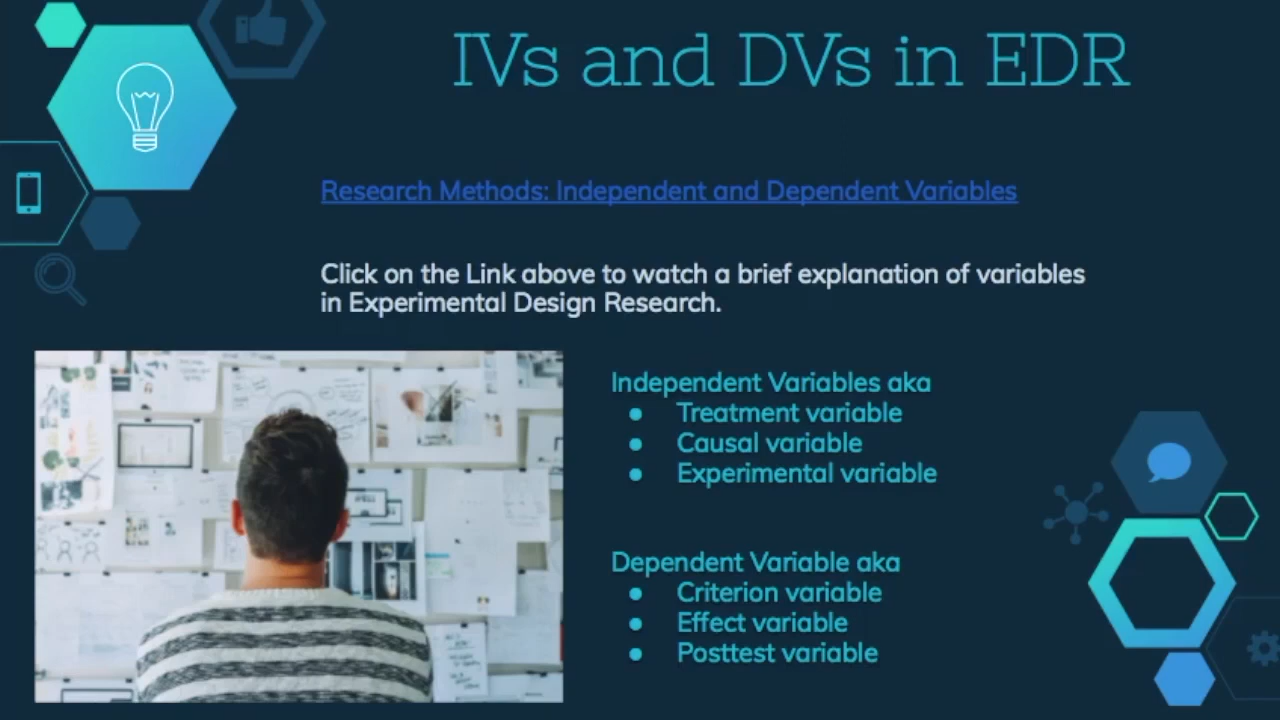 IVs and DVs in EDR
Research Methods: Independent and Dependent Variables
Click on the Link above to watch a brief explanation of variables
in Experimental Design Research.
Independent Variables aka
● Treatment variable
● Causal variable
● Experimental variable
Dependent Variable aka
● Criterion variable
● Effect variable
● Posttest variable